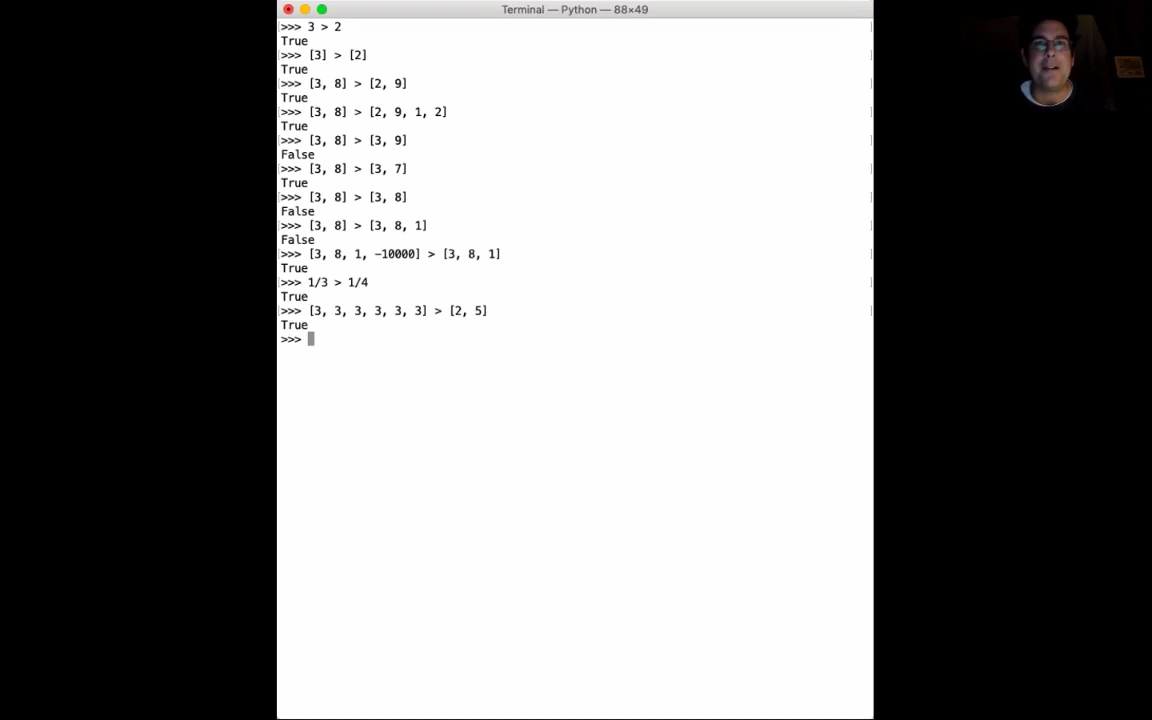 Terminal — Python — 88×49
>>> 3 > 2
True
>>> [3] > [2]
True
>>> [3, 8] > [2, 9]
True
>>> [3, 8] > [2, 9, 1, 2]
True
>>> [3, 8] > [3, 9]
False
>>> [3, 8] > [3, 7]
True
>>> [3, 8] > [3, 8]
False
>>> [3, 8] > [3, 8, 1]
False
>>> [3, 8, 1, -10000] > [3, 8, 1]
True
>>> 1/3 > 1/4
True
>>> [3, 3, 3, 3, 3, 3] > [2, 5]
True
>>>